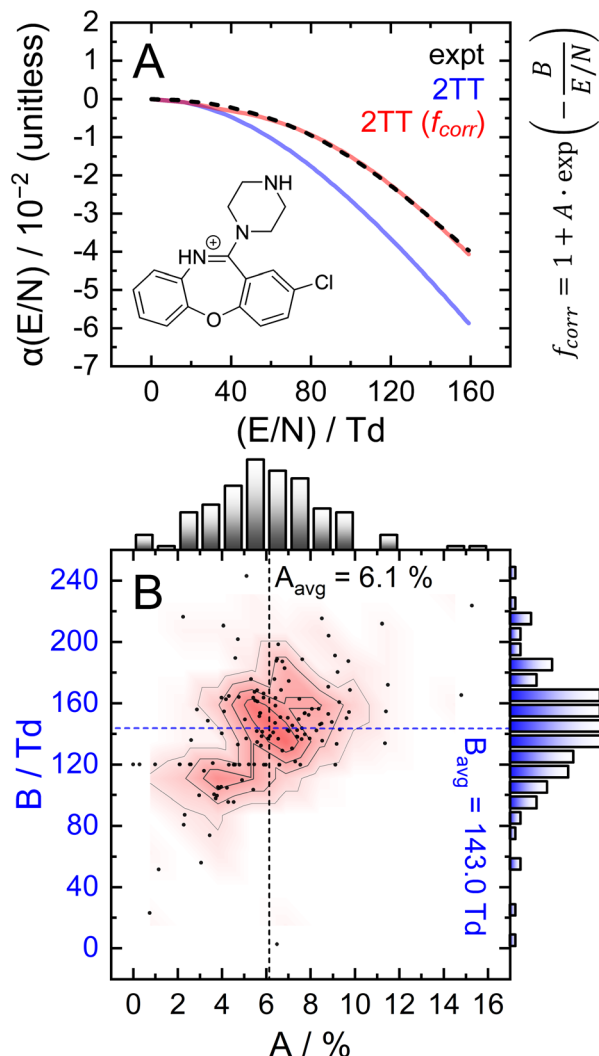 A
expt
2TT
2TT (f_corr)
α(E/N) / 10⁻² (unitless)
2
1
0
-1
-2
-3
-4
-5
-6
-7
NH
N
⊕
NH
Cl
O
0 40 80 120 160
(E/N) / Td
f_corr = 1 + A · exp(−B/(E/N))
B
A_avg = 6.1 %
B / Td
240
200
160
120
80
40
0
B_avg = 143.0 Td
0 2 4 6 8 10 12 14 16
A / %